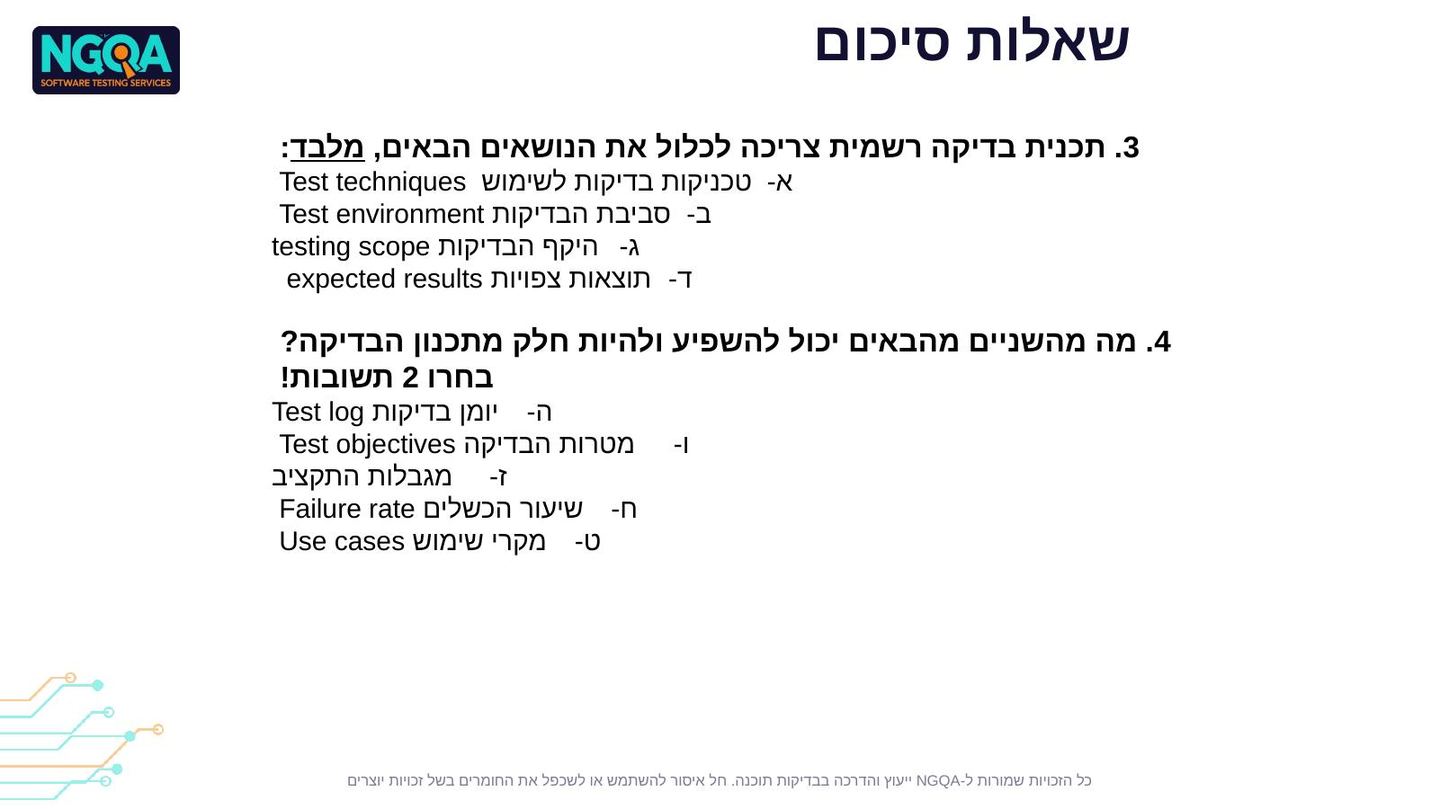 NGQA
SOFTWARE TESTING SERVICES
שאלות סיכום
3. תכנית בדיקה רשמית צריכה לכלול את הנושאים הבאים, מלבד:
א- טכניקות בדיקות לשימוש Test techniques
ב- סביבת הבדיקות Test environment
ג- היקף הבדיקות testing scope
ד- תוצאות צפויות expected results
4. מה מהשניים מהבאים יכול להשפיע ולהיות חלק מתכנון הבדיקה?
בחרו 2 תשובות!
ה- יומן בדיקות Test log
ו- מטרות הבדיקה Test objectives
ז- מגבלות התקציב
ח- שיעור הכשלים Failure rate
ט- מקרי שימוש Use cases
כל הזכויות שמורות ל-NGQA ייעוץ והדרכה בבדיקות תוכנה. חל איסור להשתמש או לשכפל את החומרים בשל זכויות יוצרים